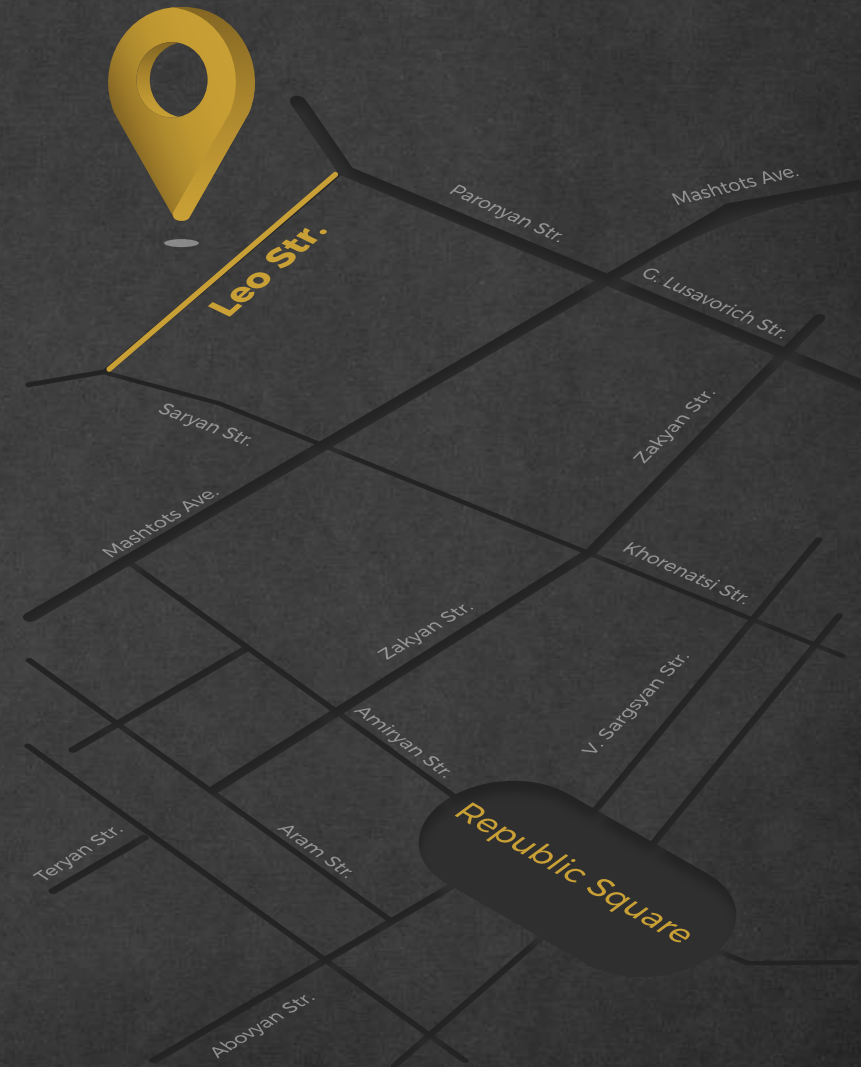 Mashtots Ave.
Paronyan Str.
Leo Str.
G. Lusavorich Str.
Zakyan Str.
Saryan Str.
Mashtots Ave.
Khorenatsi Str.
Zakyan Str.
V. Sargsyan Str.
Amiryan Str.
Republic Square
Aram Str.
Teryan Str.
Abovyan Str.